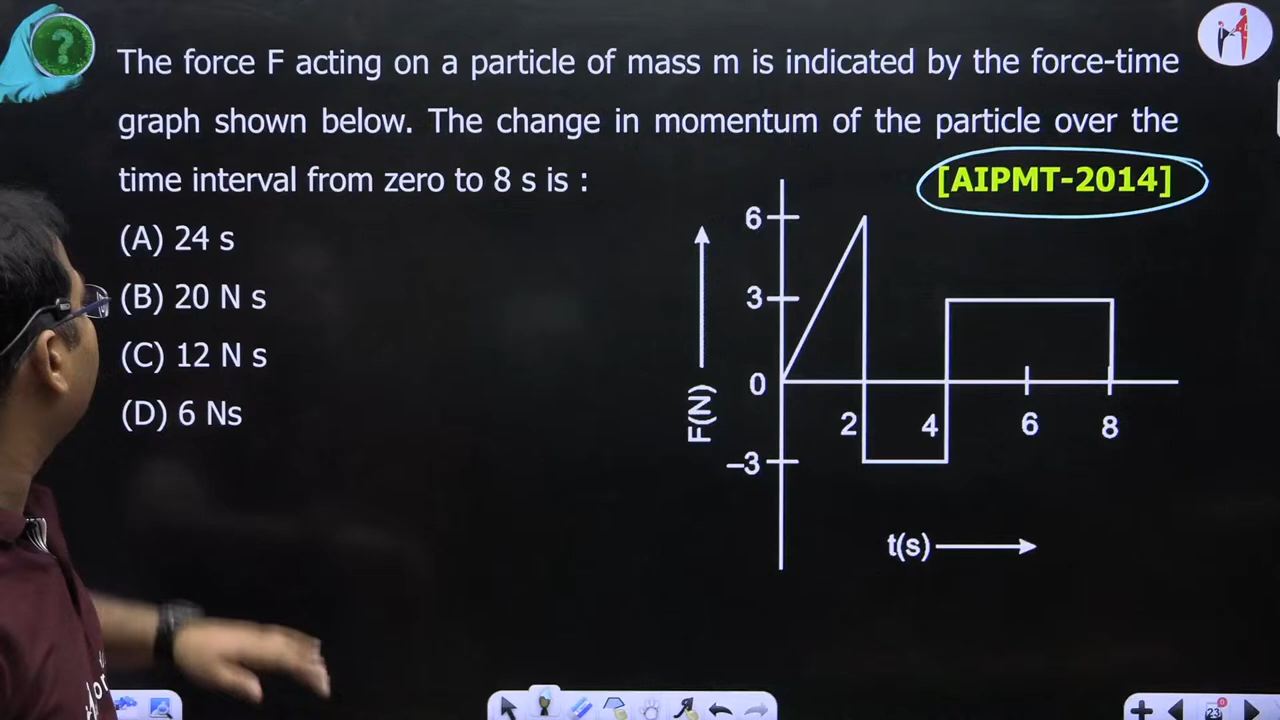 The force F acting on a particle of mass m is indicated by the force-time
graph shown below. The change in momentum of the particle over the
time interval from zero to 8 s is :
[AIPMT-2014]
(A) 24 s
(B) 20 N s
(C) 12 N s
(D) 6 Ns
6
3
0
–3
F(N)
2 4 6 8
t(s)
23